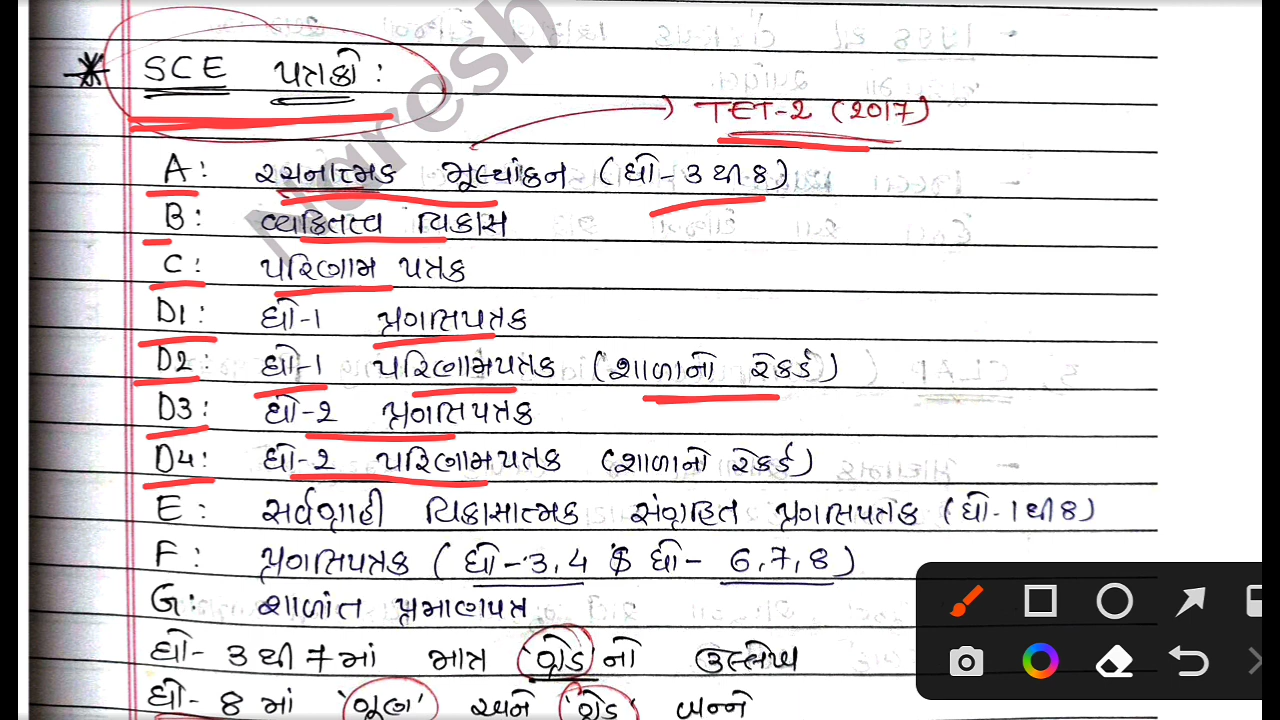 SCE પત્રકો :
TET-2 (2017)
A : રચનાત્મક મૂલ્યાંકન (ધો-3 થી 8)
B : વ્યકિતત્વ વિકાસ
C : પરિણામ પત્રક
D1 : ધો-1 પ્રગતિપત્રક
D2 : ધો-1 પરિણામપત્રક (શાળાનો રેકર્ડ)
D3 : ધો-2 પ્રગતિપત્રક
D4 : ધો-2 પરિણામપત્રક (શાળાનો રેકર્ડ)
E : સર્વગ્રાહી વિકાસાત્મક સંગ્રહિત પ્રગતિપત્રક (ધો-1 થી 8)
F : પ્રગતિપત્રક (ધો-3,4 & ધો- 6,7,8)
G : શાળાંત પ્રમાણપત્ર
ધો- 3 થી 7 માં માત્ર 'ગ્રેડ' નો ઉલ્લેખ
ધો- 8 માં 'ગુણ' અને 'ગ્રેડ' બન્ને
Naresh